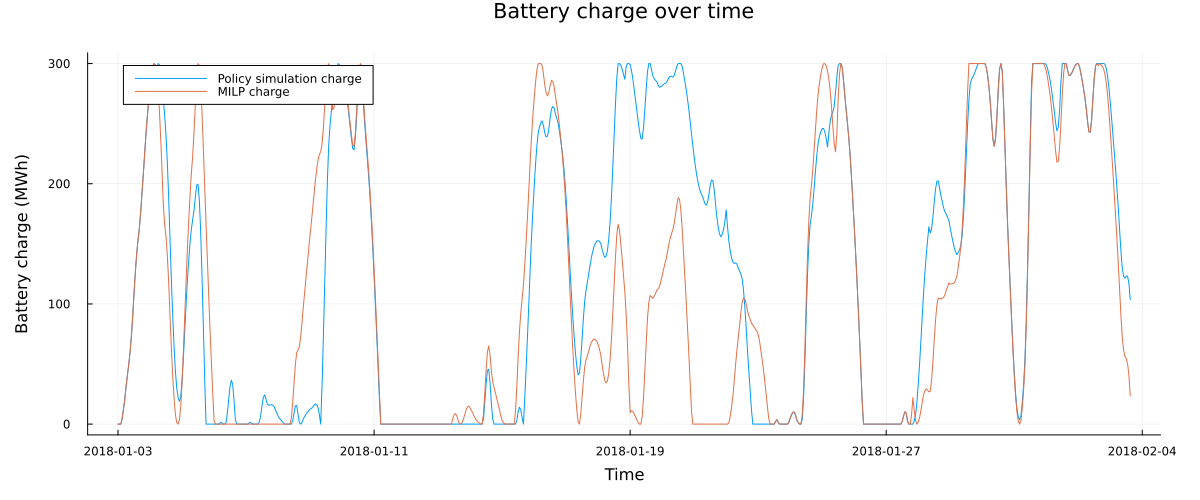 Battery charge over time
Policy simulation charge
MILP charge
Battery charge (MWh)
300
200
100
0
2018-01-03
2018-01-11
2018-01-19
2018-01-27
2018-02-04
Time